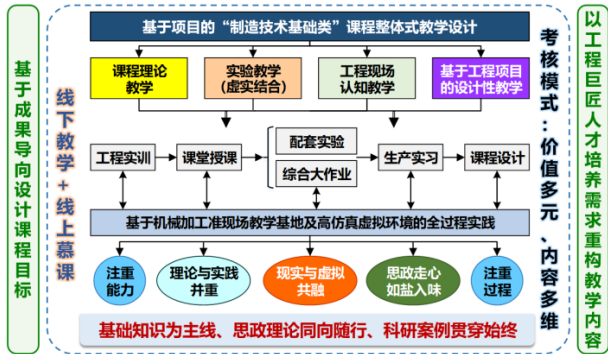 基于成果导向设计课程目标
线下教学+线上慕课
基于项目的“制造技术基础类”课程整体式教学设计
课程理论
教学
实验教学
(虚实结合)
工程现场
认知教学
基于工程项目
的设计性教学
工程实训
课堂授课
配套实验
综合大作业
生产实习
课程设计
基于机械加工准现场教学基地及高仿真虚拟环境的全过程实践
注重
能力
理论与实践
并重
现实与虚拟
共融
思政走心
如盐入味
注重
过程
基础知识为主线、思政理论同向随行、科研案例贯穿始终
考核模式:价值多元、内容多维
以工程巨匠人才培养需求重构教学内容